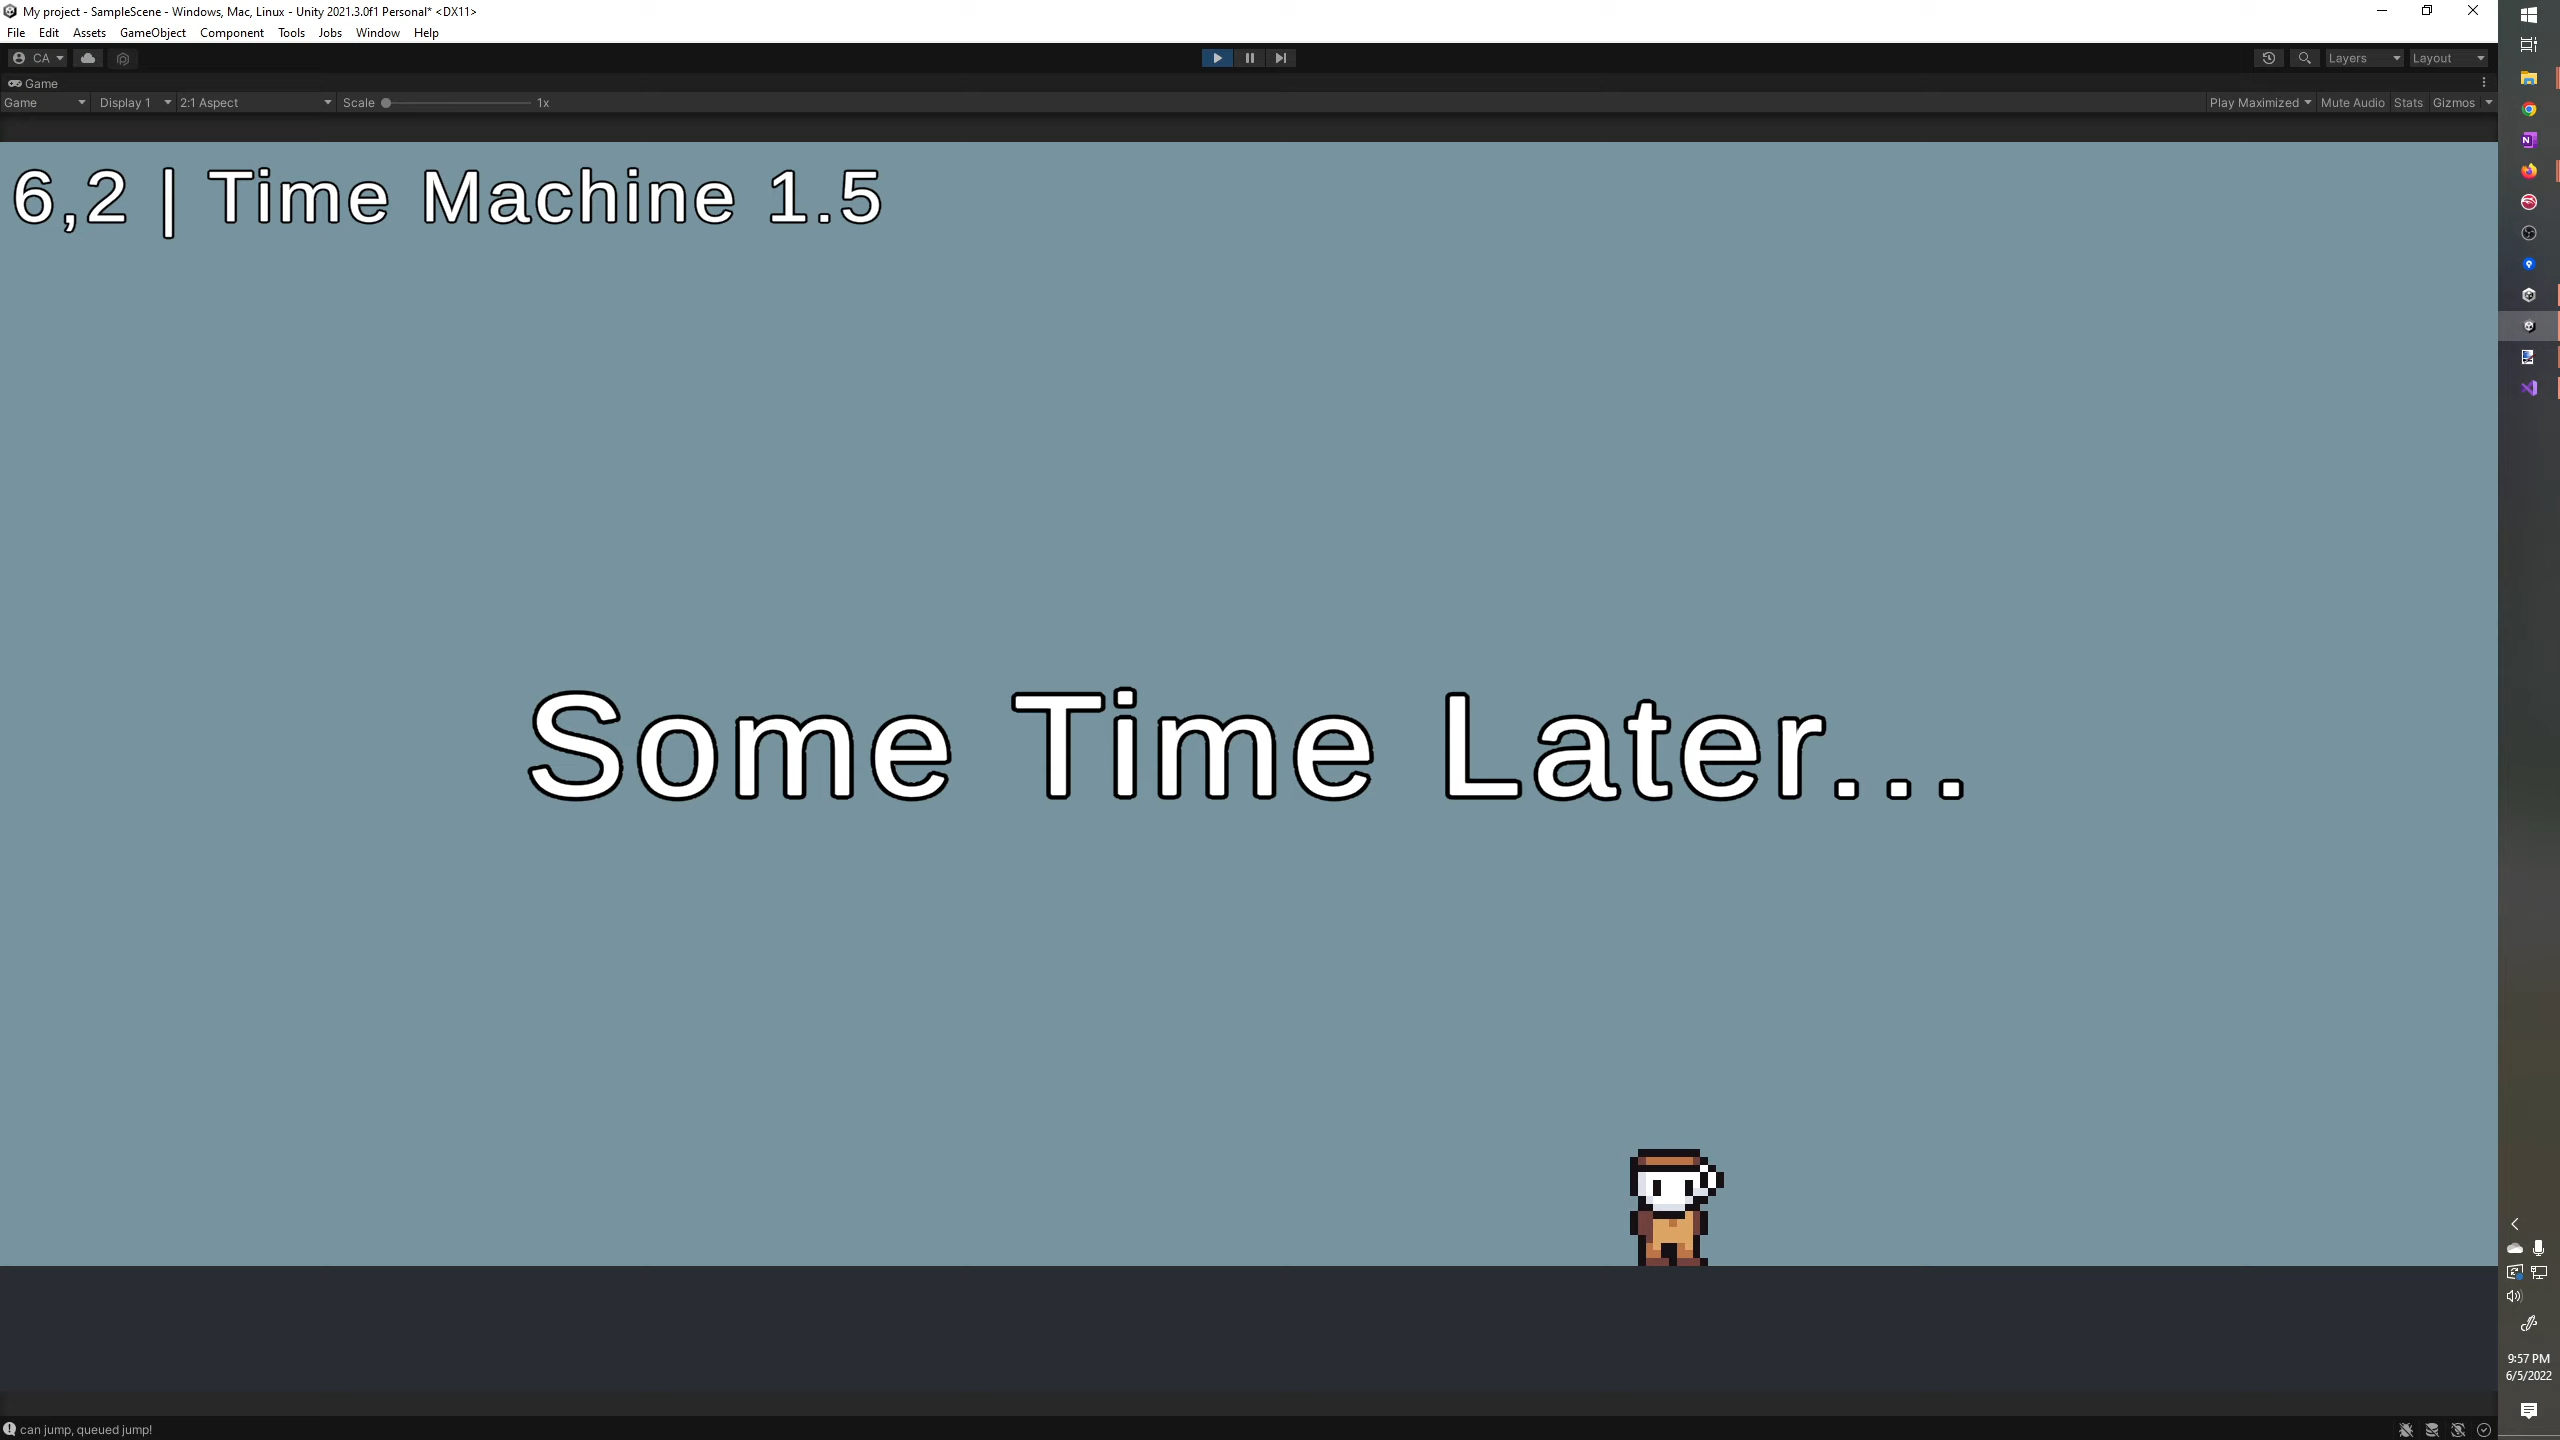 My project - SampleScene - Windows, Mac, Linux - Unity 2021.3.0f1 Personal* <DX11>
File Edit Assets GameObject Component Tools Jobs Window Help
CA Layers Layout
Game
Game Display 1 2:1 Aspect Scale 1x Play Maximized Mute Audio Stats Gizmos
6,2 | Time Machine 1.5
Some Time Later...
9:57 PM
6/5/2022
can jump, queued jump!